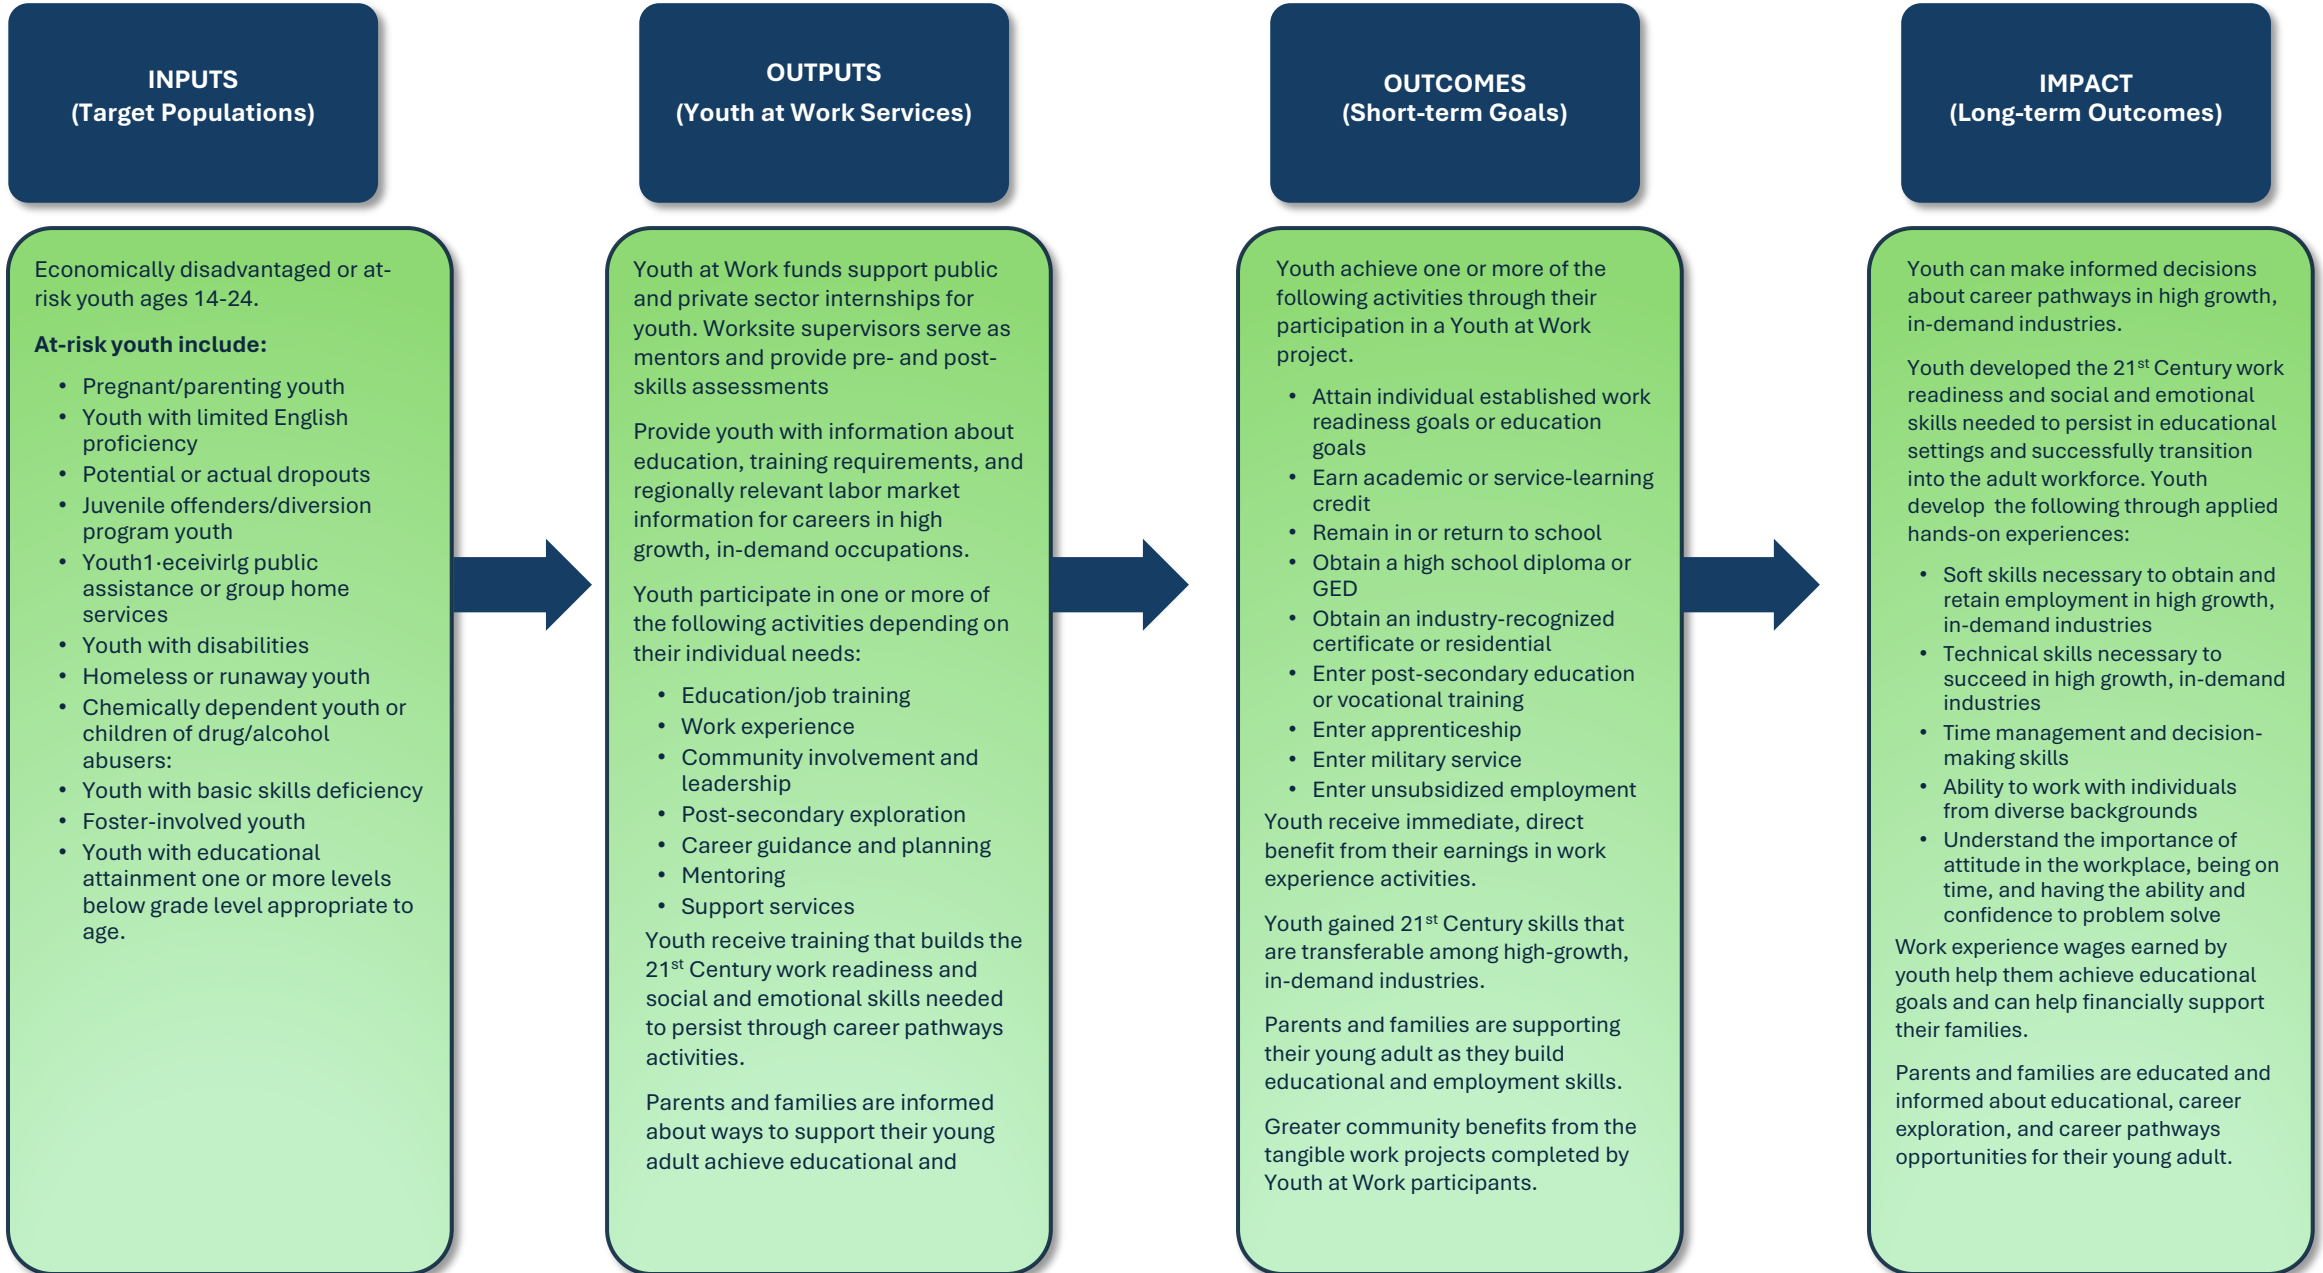 INPUTS
(Target Populations)
Economically disadvantaged or at-
risk youth ages 14-24.
At-risk youth include:
• Pregnant/parenting youth
• Youth with limited English
proficiency
• Potential or actual dropouts
• Juvenile offenders/diversion
program youth
• Youth1·eceivirlg public
assistance or group home
services
• Youth with disabilities
• Homeless or runaway youth
• Chemically dependent youth or
children of drug/alcohol
abusers:
• Youth with basic skills deficiency
• Foster-involved youth
• Youth with educational
attainment one or more levels
below grade level appropriate to
age.
OUTPUTS
(Youth at Work Services)
Youth at Work funds support public
and private sector internships for
youth. Worksite supervisors serve as
mentors and provide pre- and post-
skills assessments
Provide youth with information about
education, training requirements, and
regionally relevant labor market
information for careers in high
growth, in-demand occupations.
Youth participate in one or more of
the following activities depending on
their individual needs:
• Education/job training
• Work experience
• Community involvement and
leadership
• Post-secondary exploration
• Career guidance and planning
• Mentoring
• Support services
Youth receive training that builds the
21st Century work readiness and
social and emotional skills needed
to persist through career pathways
activities.
Parents and families are informed
about ways to support their young
adult achieve educational and
OUTCOMES
(Short-term Goals)
Youth achieve one or more of the
following activities through their
participation in a Youth at Work
project.
• Attain individual established work
readiness goals or education
goals
• Earn academic or service-learning
credit
• Remain in or return to school
• Obtain a high school diploma or
GED
• Obtain an industry-recognized
certificate or residential
• Enter post-secondary education
or vocational training
• Enter apprenticeship
• Enter military service
• Enter unsubsidized employment
Youth receive immediate, direct
benefit from their earnings in work
experience activities.
Youth gained 21st Century skills that
are transferable among high-growth,
in-demand industries.
Parents and families are supporting
their young adult as they build
educational and employment skills.
Greater community benefits from the
tangible work projects completed by
Youth at Work participants.
IMPACT
(Long-term Outcomes)
Youth can make informed decisions
about career pathways in high growth,
in-demand industries.
Youth developed the 21st Century work
readiness and social and emotional
skills needed to persist in educational
settings and successfully transition
into the adult workforce. Youth
develop the following through applied
hands-on experiences:
• Soft skills necessary to obtain and
retain employment in high growth,
in-demand industries
• Technical skills necessary to
succeed in high growth, in-demand
industries
• Time management and decision-
making skills
• Ability to work with individuals
from diverse backgrounds
• Understand the importance of
attitude in the workplace, being on
time, and having the ability and
confidence to problem solve
Work experience wages earned by
youth help them achieve educational
goals and can help financially support
their families.
Parents and families are educated and
informed about educational, career
exploration, and career pathways
opportunities for their young adult.